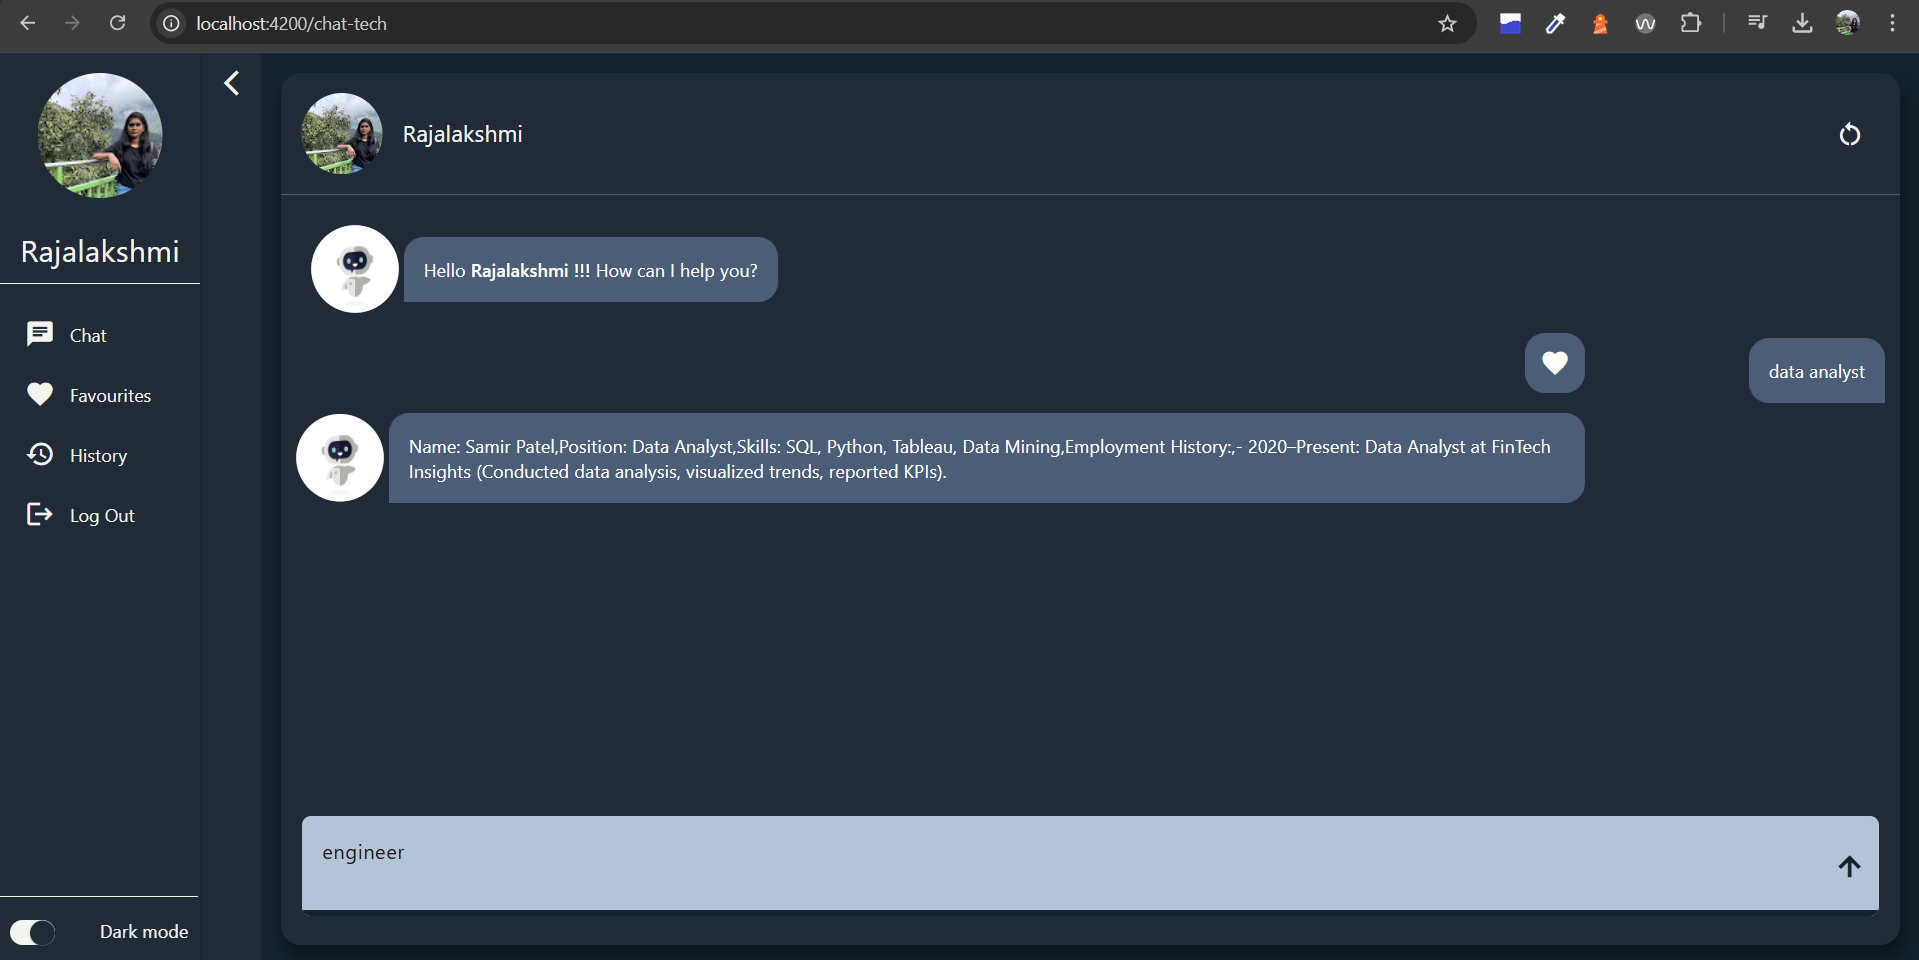 localhost:4200/chat-tech
Rajalakshmi
Chat
Favourites
History
Log Out
Dark mode
Rajalakshmi
Hello Rajalakshmi !!! How can I help you?
data analyst
Name: Samir Patel,Position: Data Analyst,Skills: SQL, Python, Tableau, Data Mining,Employment History:,- 2020–Present: Data Analyst at FinTech
Insights (Conducted data analysis, visualized trends, reported KPIs).
engineer